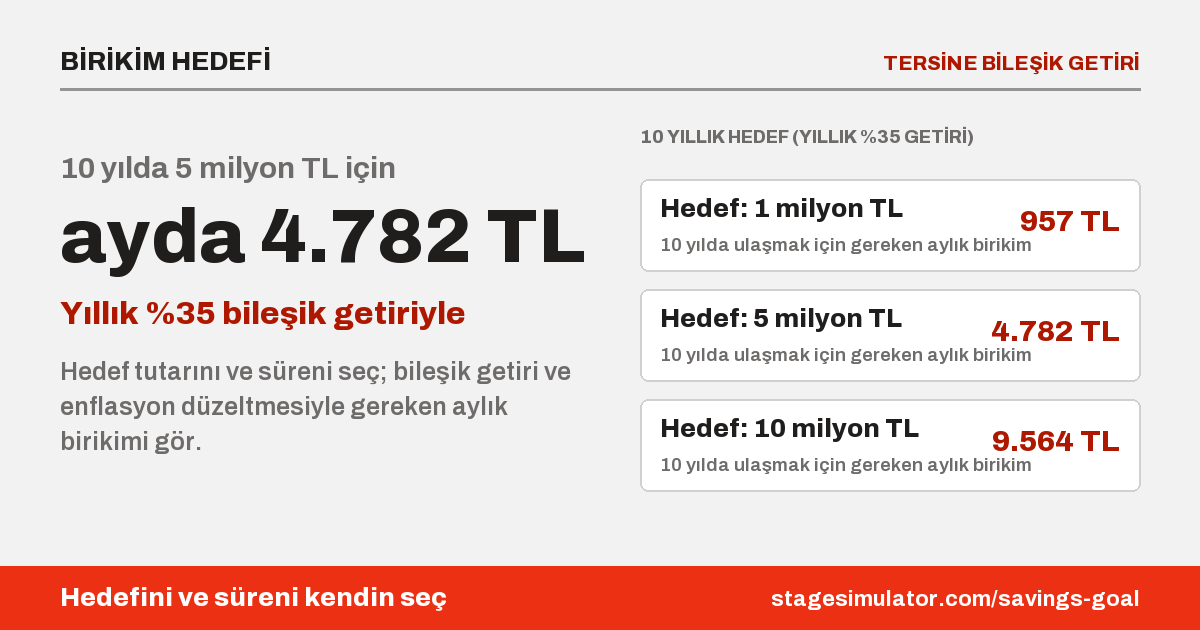 BİRİKİM HEDEFİ
TERSİNE BİLEŞİK GETİRİ
10 yılda 5 milyon TL için
ayda 4.782 TL
Yıllık %35 bileşik getiriyle
Hedef tutarını ve süreni seç; bileşik getiri ve
enflasyon düzeltmesiyle gereken aylık
birikimi gör.
10 YILLIK HEDEF (YILLIK %35 GETİRİ)
Hedef: 1 milyon TL
957 TL
10 yılda ulaşmak için gereken aylık birikim
Hedef: 5 milyon TL
4.782 TL
10 yılda ulaşmak için gereken aylık birikim
Hedef: 10 milyon TL
9.564 TL
10 yılda ulaşmak için gereken aylık birikim
Hedefini ve süreni kendin seç
stagesimulator.com/savings-goal